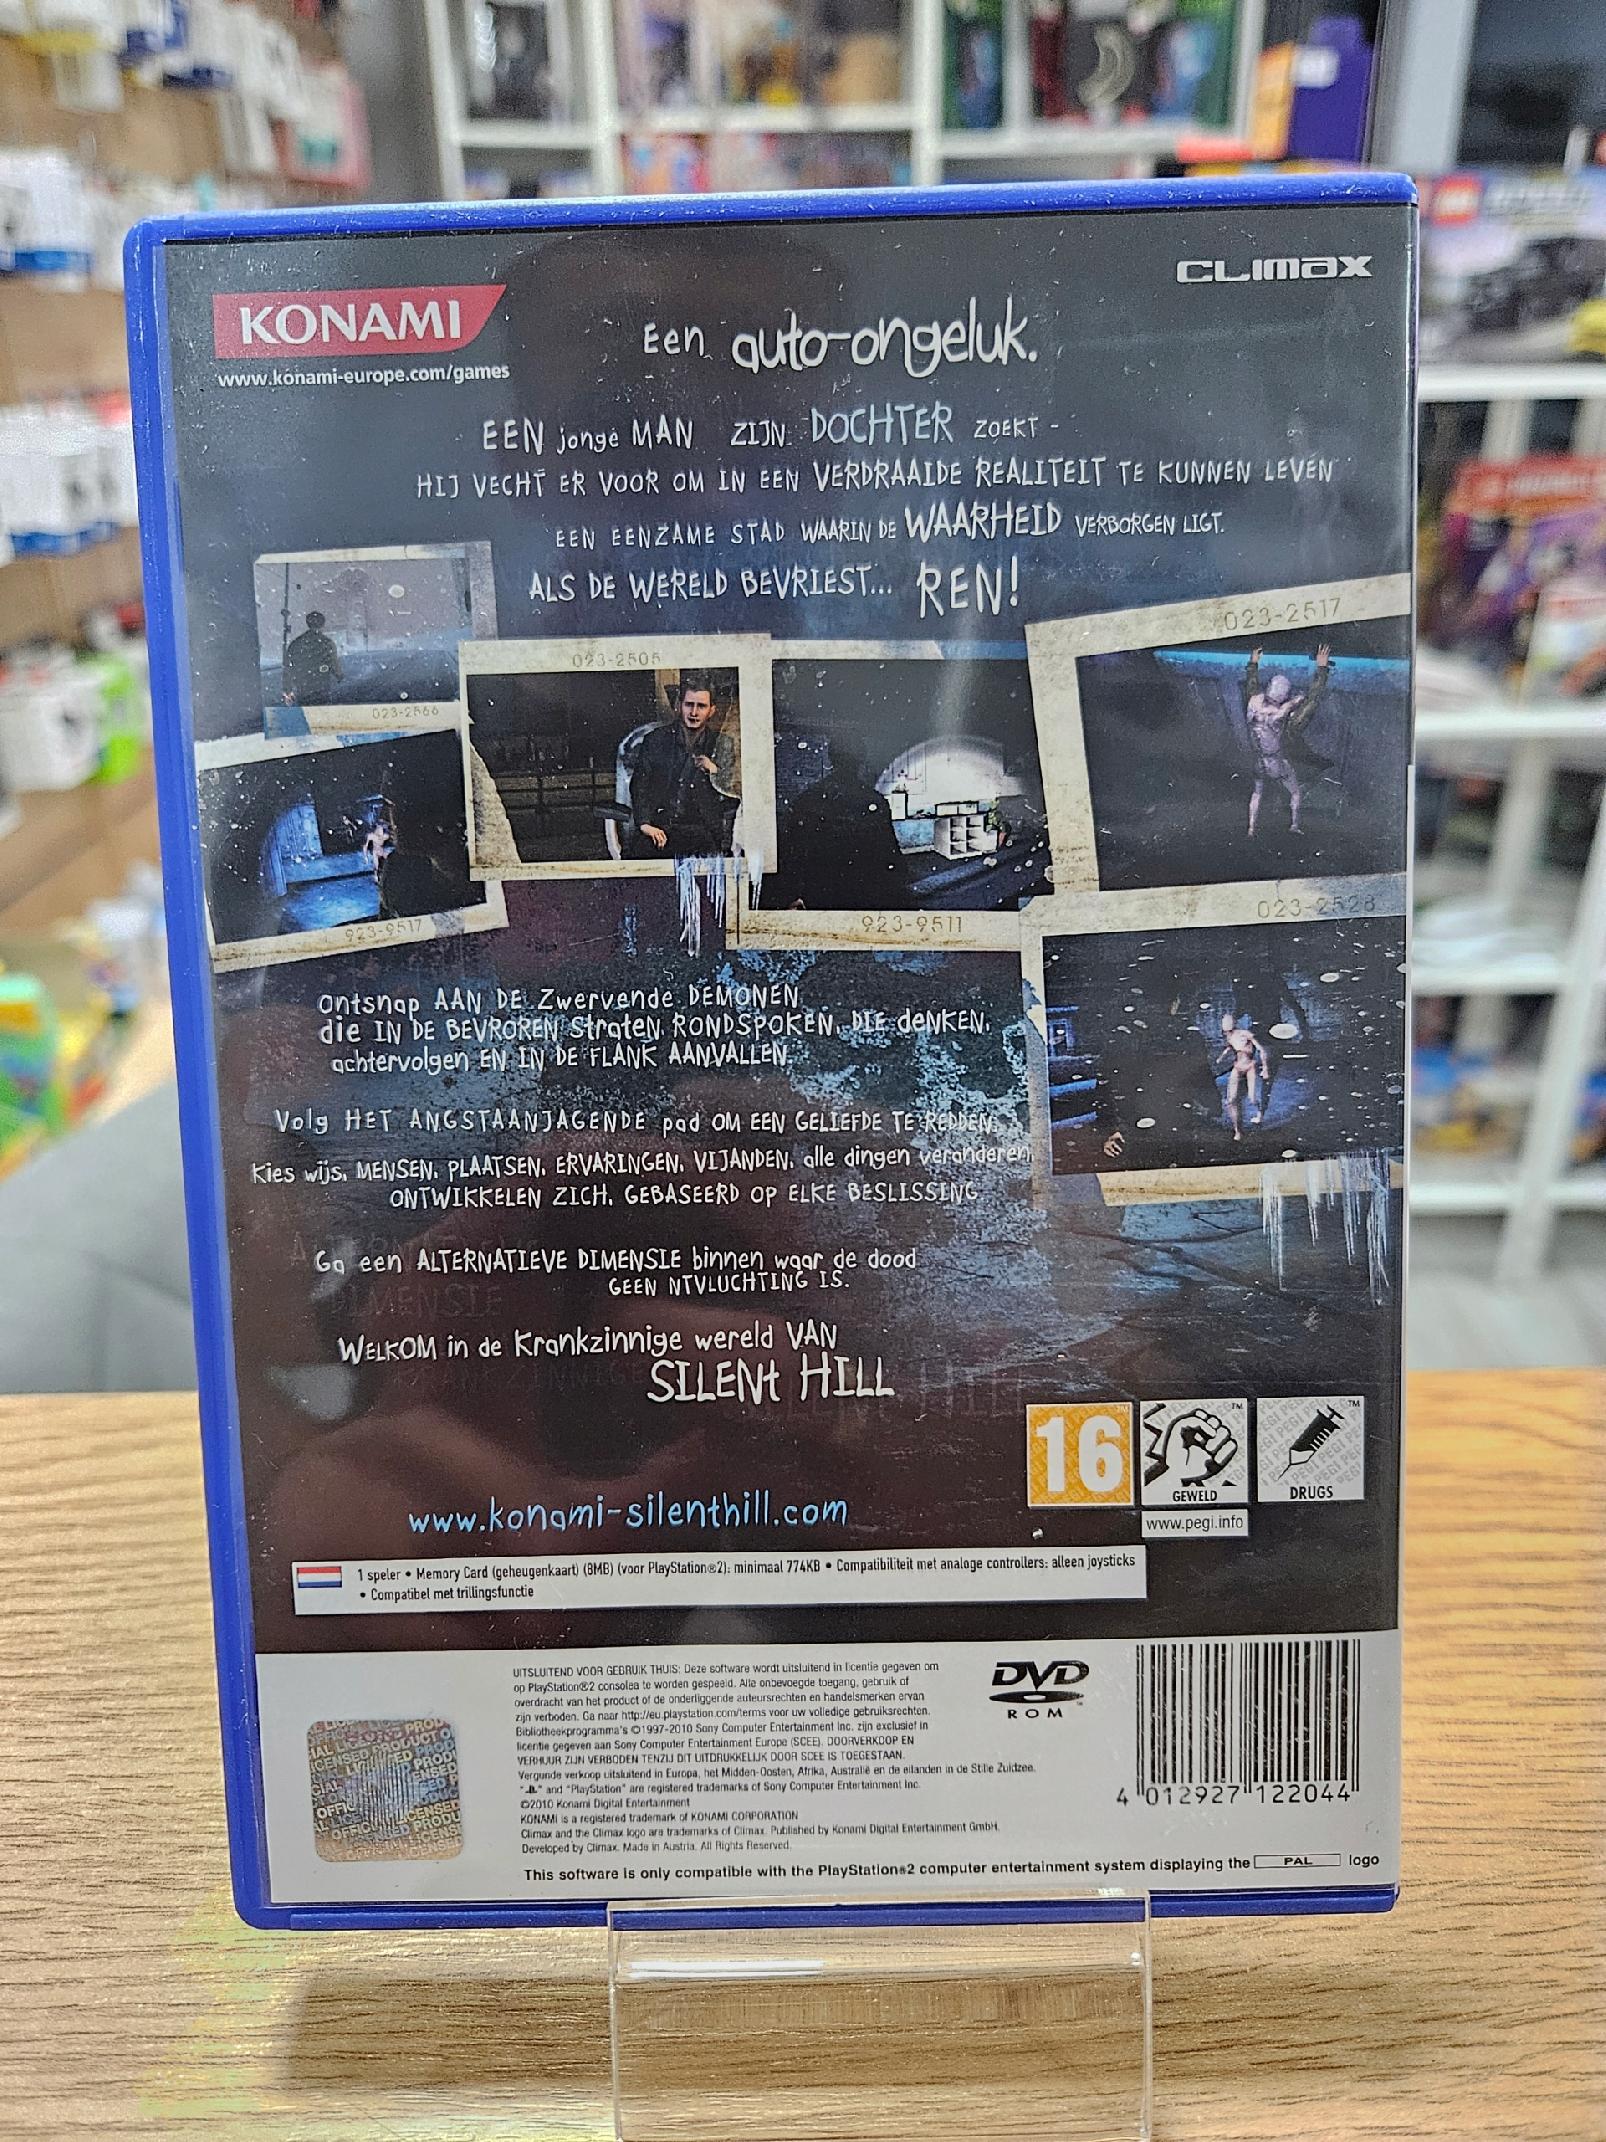 CLIMAX
KONAMI
www.konami-europe.com/games
Een auto-ongeluk.
EEN jonge MAN ZIJN DOCHTER ZOEKT -
HIJ VECHT ER VOOR OM IN EEN VERDRAAIDE REALITEIT TE KUNNEN LEVEN
EEN EENZAME STAD WAARIN DE WAARHEID VERBORGEN LIGT.
ALS DE WERELD BEVRIEST... REN!
023-2517
023-2505
023-2566
923-9517
923-9511
023-2528
Ontsnap AAN DE Zwervende DEMONEN
die IN DE BEVROREN straten RONDSPOKEN, DIE deNKEN,
achtervolgen EN IN DE FLANK AANVALLEN.
Volg HET ANGSTAANJAGENDE pad OM EEN GELIEFDE TE REDDEN.
Kies wijs, MENSEN, PLAATSEN, ERVARINGEN, VIJANDEN, alle dingen veranderen,
ONTWIKKELEN ZICH, GEBASEERD OP ELKE BESLISSING
Ga een ALTERNATIEVE DIMENSIE binnen waar de dood
GEEN NTVLUCHTING IS.
WELKOM in de Krankzinnige wereld VAN
SILENt HILL
16
GEWELD
DRUGS
www.pegi.info
www.konami-silenthill.com
1 speler • Memory Card (geheugenkaart) (8MB) (voor PlayStation®2): minimaal 774KB • Compatibiliteit met analoge controllers: alleen joysticks
• Compatibel met trillingsfunctie
UITSLUITEND VOOR GEBRUIK THUIS: Deze software wordt uitsluitend in licentie gegeven om
op PlayStation®2 consoles te worden gespeeld. Alle onbevoegde toegang, gebruik of
overdracht van het product of de onderliggende auteursrechten en handelsmerken ervan
zijn verboden. Ga naar http://eu.playstation.com/terms voor uw volledige gebruiksrechten.
Bibliotheekprogramma's ©1997-2010 Sony Computer Entertainment Inc. zijn exclusief in
licentie gegeven aan Sony Computer Entertainment Europe (SCEE). DOORVERKOOP EN
VERHUUR ZIJN VERBODEN TENZIJ DIT UITDRUKKELIJK DOOR SCEE IS TOEGESTAAN.
Vergunde verkoop uitsluitend in Europa, het Midden-Oosten, Afrika, Australië en de eilanden in de Stille Zuidzee.
" " and "PlayStation" are registered trademarks of Sony Computer Entertainment Inc.
©2010 Konami Digital Entertainment
KONAMI is a registered trademark of KONAMI CORPORATION
Climax and the Climax logo are trademarks of Climax. Published by Konami Digital Entertainment GmbH.
Developed by Climax. Made in Austria. All Rights Reserved.
This software is only compatible with the PlayStation®2 computer entertainment system displaying the PAL logo
DVD
ROM
4 012927 122044